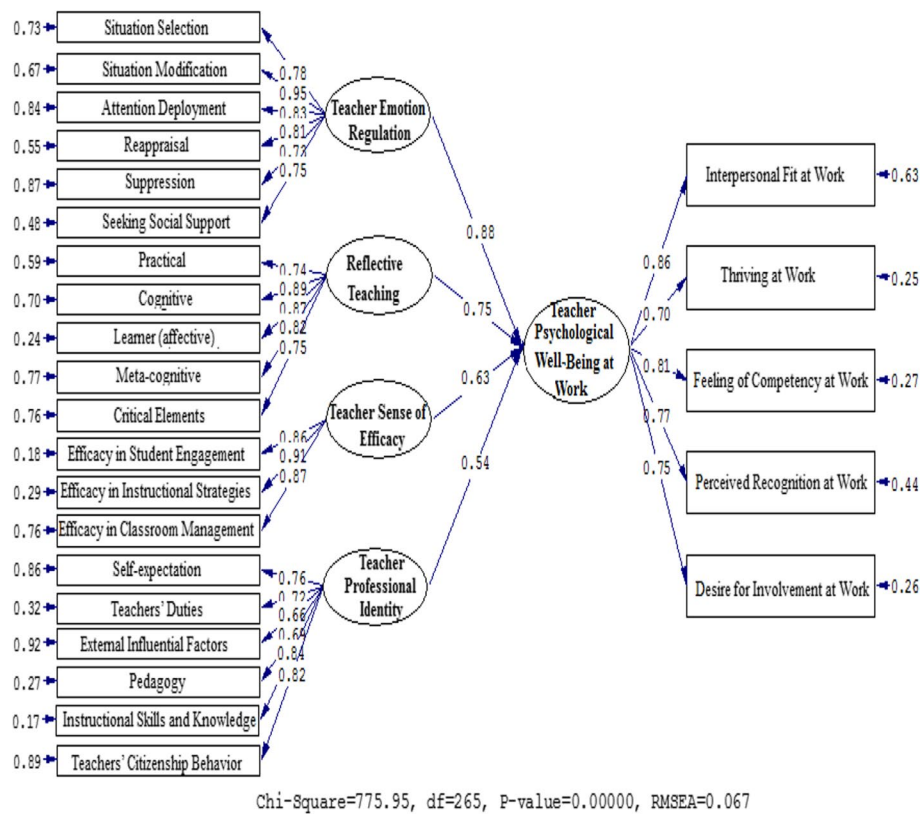 0.73 Situation Selection
0.67 Situation Modification
0.84 Attention Deployment
0.55 Reappraisal
0.87 Suppression
0.48 Seeking Social Support
0.78
0.95
0.83
0.81
0.73
0.75
Teacher Emotion
Regulation
0.59 Practical
0.70 Cognitive
0.24 Learner (affective)
0.77 Meta-cognitive
0.76 Critical Elements
0.74
0.89
0.87
0.82
0.75
Reflective
Teaching
0.18 Efficacy in Student Engagement
0.29 Efficacy in Instructional Strategies
0.76 Efficacy in Classroom Management
0.86
0.91
0.87
Teacher Sense of
Efficacy
0.86 Self-expectation
0.32 Teachers' Duties
0.92 External Influential Factors
0.27 Pedagogy
0.17 Instructional Skills and Knowledge
0.89 Teachers' Citizenship Behavior
0.76
0.72
0.66
0.69
0.84
0.82
Teacher
Professional
Identity
0.88
0.75
0.63
0.54
Teacher
Psychological
Well-Being at
Work
0.86
0.70
0.81
0.77
0.75
Interpersonal Fit at Work 0.63
Thriving at Work 0.25
Feeling of Competency at Work 0.27
Perceived Recognition at Work 0.44
Desire for Involvement at Work 0.26
Chi-Square=775.95, df=265, P-value=0.00000, RMSEA=0.067